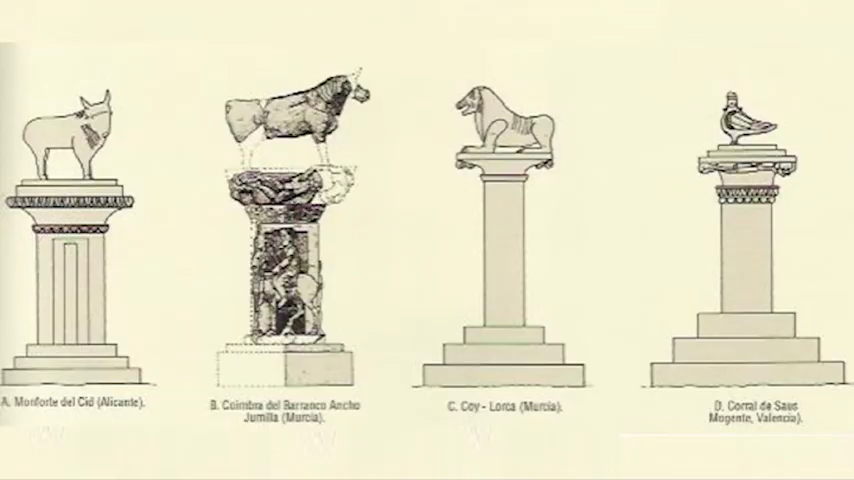 A. Monforte del Cid (Alicante).
B. Coimbra del Barranco Ancho
Jumilla (Murcia).
C. Coy - Lorca (Murcia).
D. Corral de Saus
Mogente, Valencia).